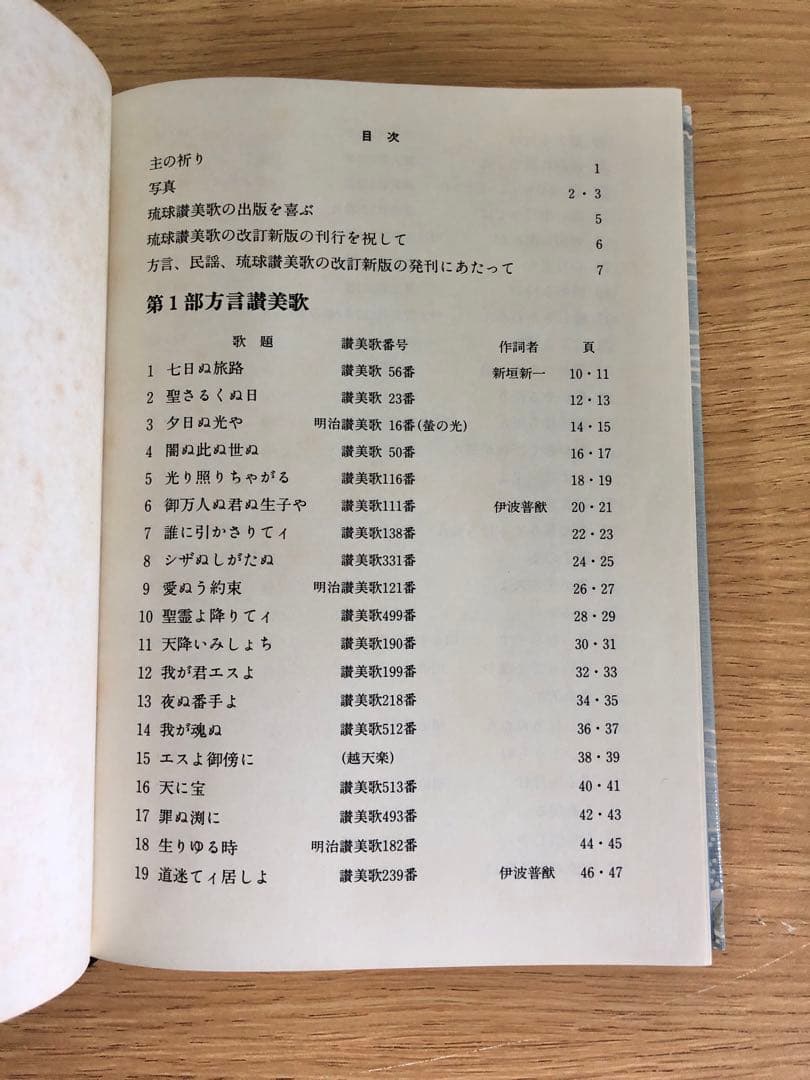 目次
主の祈り 1
写真 2・3
琉球讃美歌の出版を喜ぶ 5
琉球讃美歌の改訂新版の刊行を祝して 6
方言、民謡、琉球讃美歌の改訂新版の発刊にあたって 7
第1部方言讃美歌
歌題 讃美歌番号 作詞者 頁
1 七日ぬ旅路 讃美歌 56番 新垣新一 10・11
2 聖さるくぬ日 讃美歌 23番 12・13
3 夕日ぬ光や 明治讃美歌 16番(螢の光) 14・15
4 闇ぬ此ぬ世ぬ 讃美歌 50番 16・17
5 光り照りちゃがる 讃美歌116番 18・19
6 御万人ぬ君ぬ生子や 讃美歌111番 伊波普猷 20・21
7 誰に引かさりてィ 讃美歌138番 22・23
8 シザぬしがたぬ 讃美歌331番 24・25
9 愛ぬう約束 明治讃美歌121番 26・27
10 聖霊よ降りてィ 讃美歌499番 28・29
11 天降いみしょち 讃美歌190番 30・31
12 我が君エスよ 讃美歌199番 32・33
13 夜ぬ番手よ 讃美歌218番 34・35
14 我が魂ぬ 讃美歌512番 36・37
15 エスよ御傍に (越天楽) 38・39
16 天に宝 讃美歌513番 40・41
17 罪ぬ渕に 讃美歌493番 42・43
18 生りゆる時 明治讃美歌182番 44・45
19 道迷てィ居しよ 讃美歌239番 伊波普猷 46・47